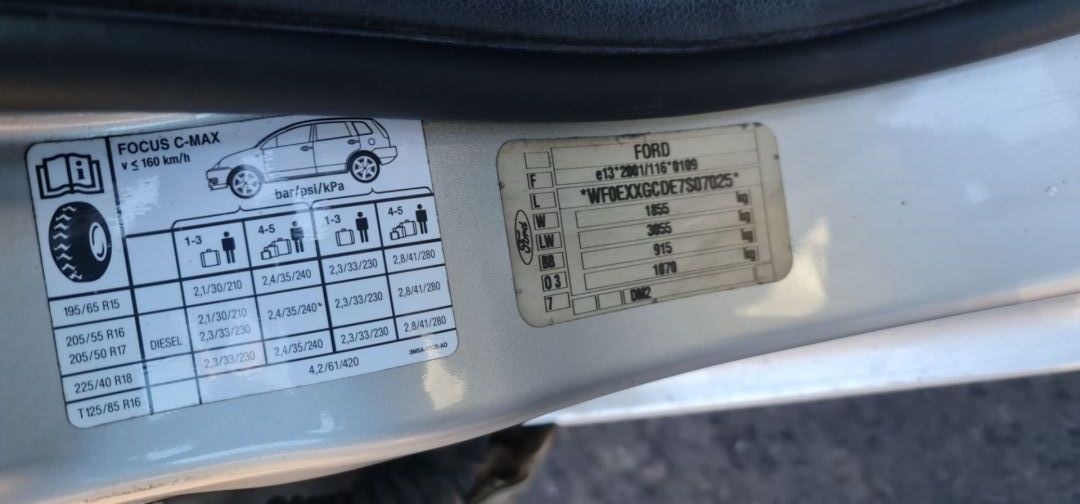 FOCUS C-MAX
v ≤ 160 km/h
bar/psi/kPa
1-3 4-5 1-3 4-5
195/65 R15 2,1/30/210 2,4/35/240 2,3/33/230 2,8/41/280
205/55 R16 2,1/30/210 2,4/35/240* 2,3/33/230 2,8/41/280
205/50 R17 DIESEL 2,3/33/230
225/40 R18 2,3/33/230 2,4/35/240 2,3/33/230 2,8/41/280
T125/85 R16 4,2/61/420
FORD
F e13*2001/116*0109
L *WF0EXXGCDE7S07025*
W 1855 kg
LW 3055 kg
915 kg
1070
Ford
7 DM2